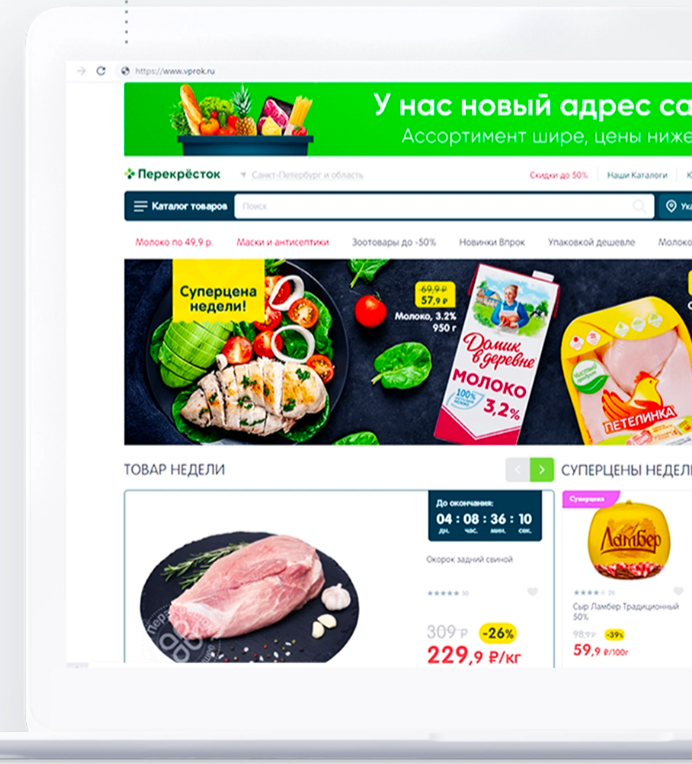 https://www.vprok.ru
У нас новый адрес са
Ассортимент шире, цены ниже
Перекрёсток
Санкт-Петербург и область
Скидки до 50%
Наши Каталоги
К
Каталог товаров
Поиск
Ука
Молоко по 49,9 р.
Маски и антисептики
Зоотовары до -50%
Новинки Впрок
Упаковкой дешевле
Молоко
Суперцена
недели!
69,9 ₽
57,9 ₽
Молоко, 3.2%
950 г
Домик
в деревне
МОЛОКО
100%
3,2%
ПЕТЕЛИНКА
ТОВАР НЕДЕЛИ
СУПЕРЦЕНЫ НЕДЕЛИ
До окончания:
04 : 08 : 36 : 10
дн. час. мин. сек.
Окорок задний свиной
309 ₽
-26%
229,9 ₽/кг
Суперцена
Ламбер
Сыр Ламбер Традиционный
50%
98,9 ₽
-39%
59,9 ₽/100г